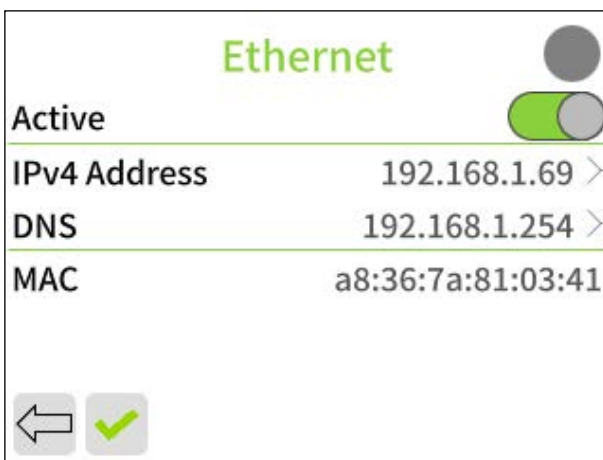 Ethernet
Active
IPv4 Address 192.168.1.69
DNS 192.168.1.254
MAC a8:36:7a:81:03:41